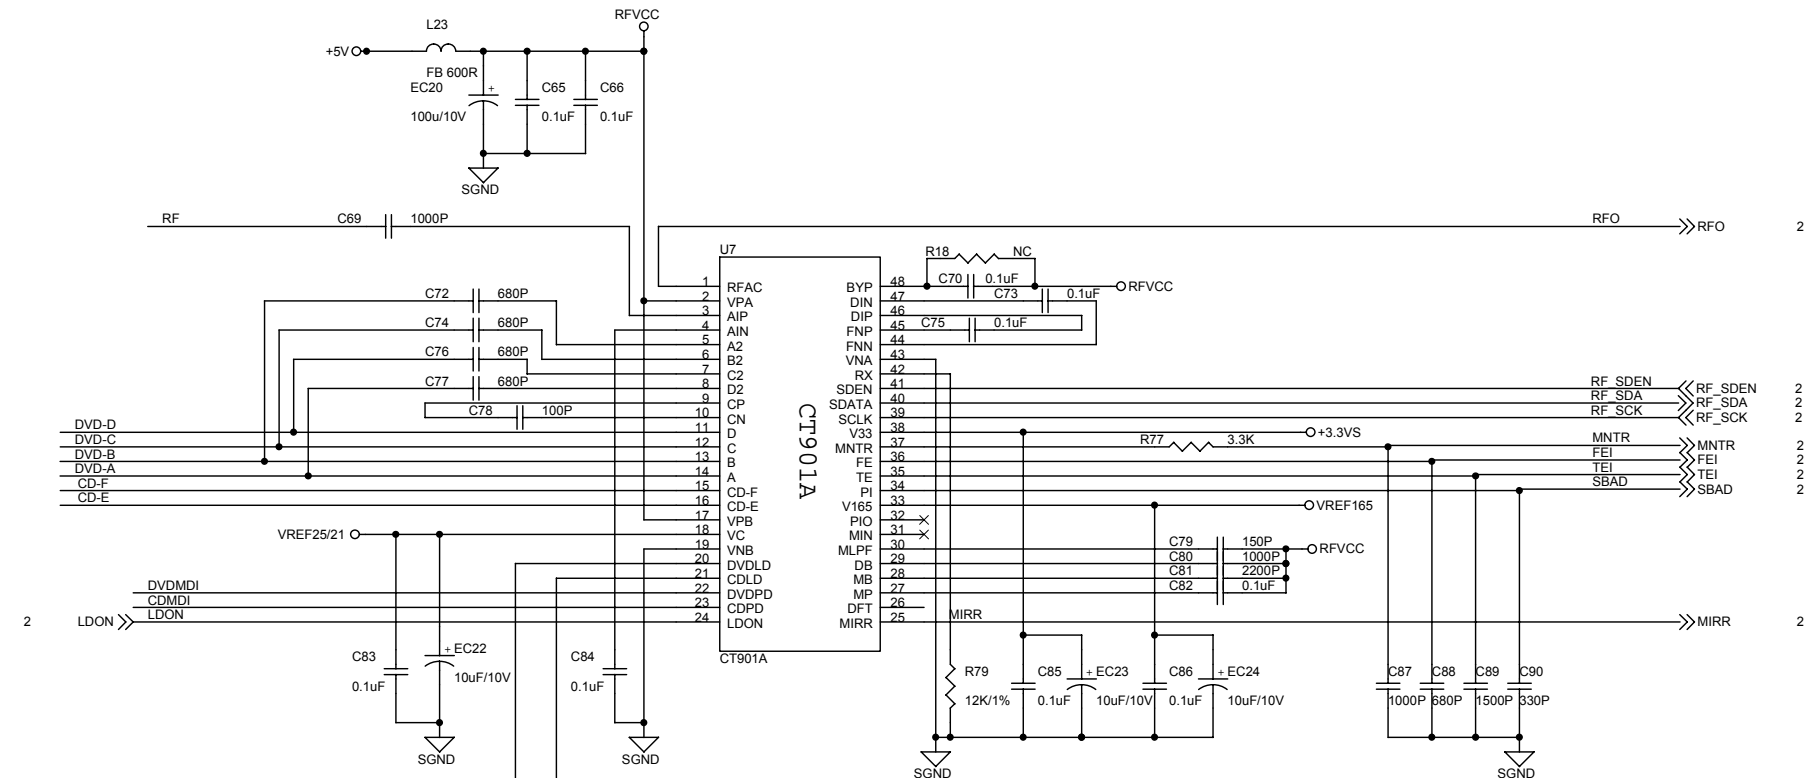 RFVCC
L23
+5V
FB 600R
EC20
+
C65
C66
100u/10V
0.1uF
0.1uF
SGND
RF
C69
1000P
RFO
RFO
2
U7
R18
NC
C70
0.1uF
RFVCC
C73
0.1uF
C75
0.1uF
C72
680P
C74
680P
C76
680P
C77
680P
C78
100P
DVD-D
DVD-C
DVD-B
DVD-A
CD-F
CD-E
VREF25/21
DVDMDI
CDMDI
2
LDON
LDON
1 RFAC
2 VPA
3 AIP
4 AIN
5 A2
6 B2
7 C2
8 D2
9 CP
10 CN
11 D
12 C
13 B
14 A
15 CD-F
16 CD-E
17 VPB
18 VC
19 VNB
20 DVDLD
21 CDLD
22 DVDPD
23 CDPD
24 LDON
CT901A
BYP 48
DIN 47
DIP 46
FNP 45
FNN 44
VNA 43
RX 42
SDEN 41
SDATA 40
SCLK 39
V33 38
MNTR 37
FE 36
TE 35
PI 34
V165 33
PIO 32
MIN 31
MLPF 30
DB 29
MB 28
MP 27
DFT 26
MIRR 25
CT901A
RF_SDEN
RF_SDEN
2
RF_SDA
RF_SDA
2
RF_SCK
RF_SCK
2
+3.3VS
R77
3.3K
MNTR
MNTR
2
FEI
FEI
2
TEI
TEI
2
SBAD
SBAD
2
VREF165
C79
150P
RFVCC
C80
1000P
C81
2200P
C82
0.1uF
MIRR
MIRR
2
C83
0.1uF
+
EC22
10uF/10V
C84
0.1uF
R79
12K/1%
C85
0.1uF
+
EC23
10uF/10V
C86
0.1uF
+
EC24
10uF/10V
C87
1000P
C88
680P
C89
1500P
C90
330P
SGND
SGND
SGND
SGND